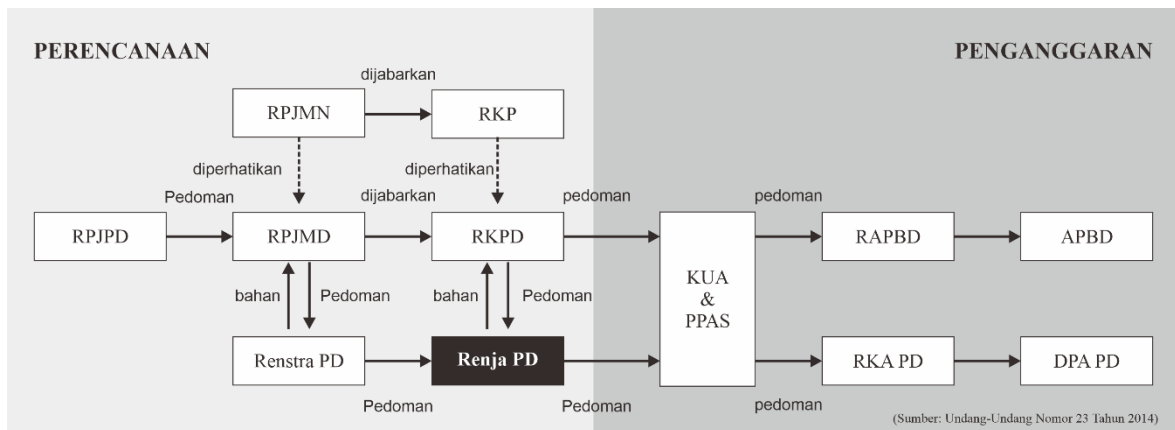 PERENCANAAN
PENGANGGARAN
dijabarkan
RPJMN
RKP
diperhatikan
diperhatikan
Pedoman
dijabarkan
pedoman
pedoman
RPJPD
RPJMD
RKPD
RAPBD
APBD
KUA
&
PPAS
bahan
Pedoman
bahan
Pedoman
Renstra PD
Renja PD
RKA PD
DPA PD
Pedoman
Pedoman
pedoman
(Sumber: Undang-Undang Nomor 23 Tahun 2014)